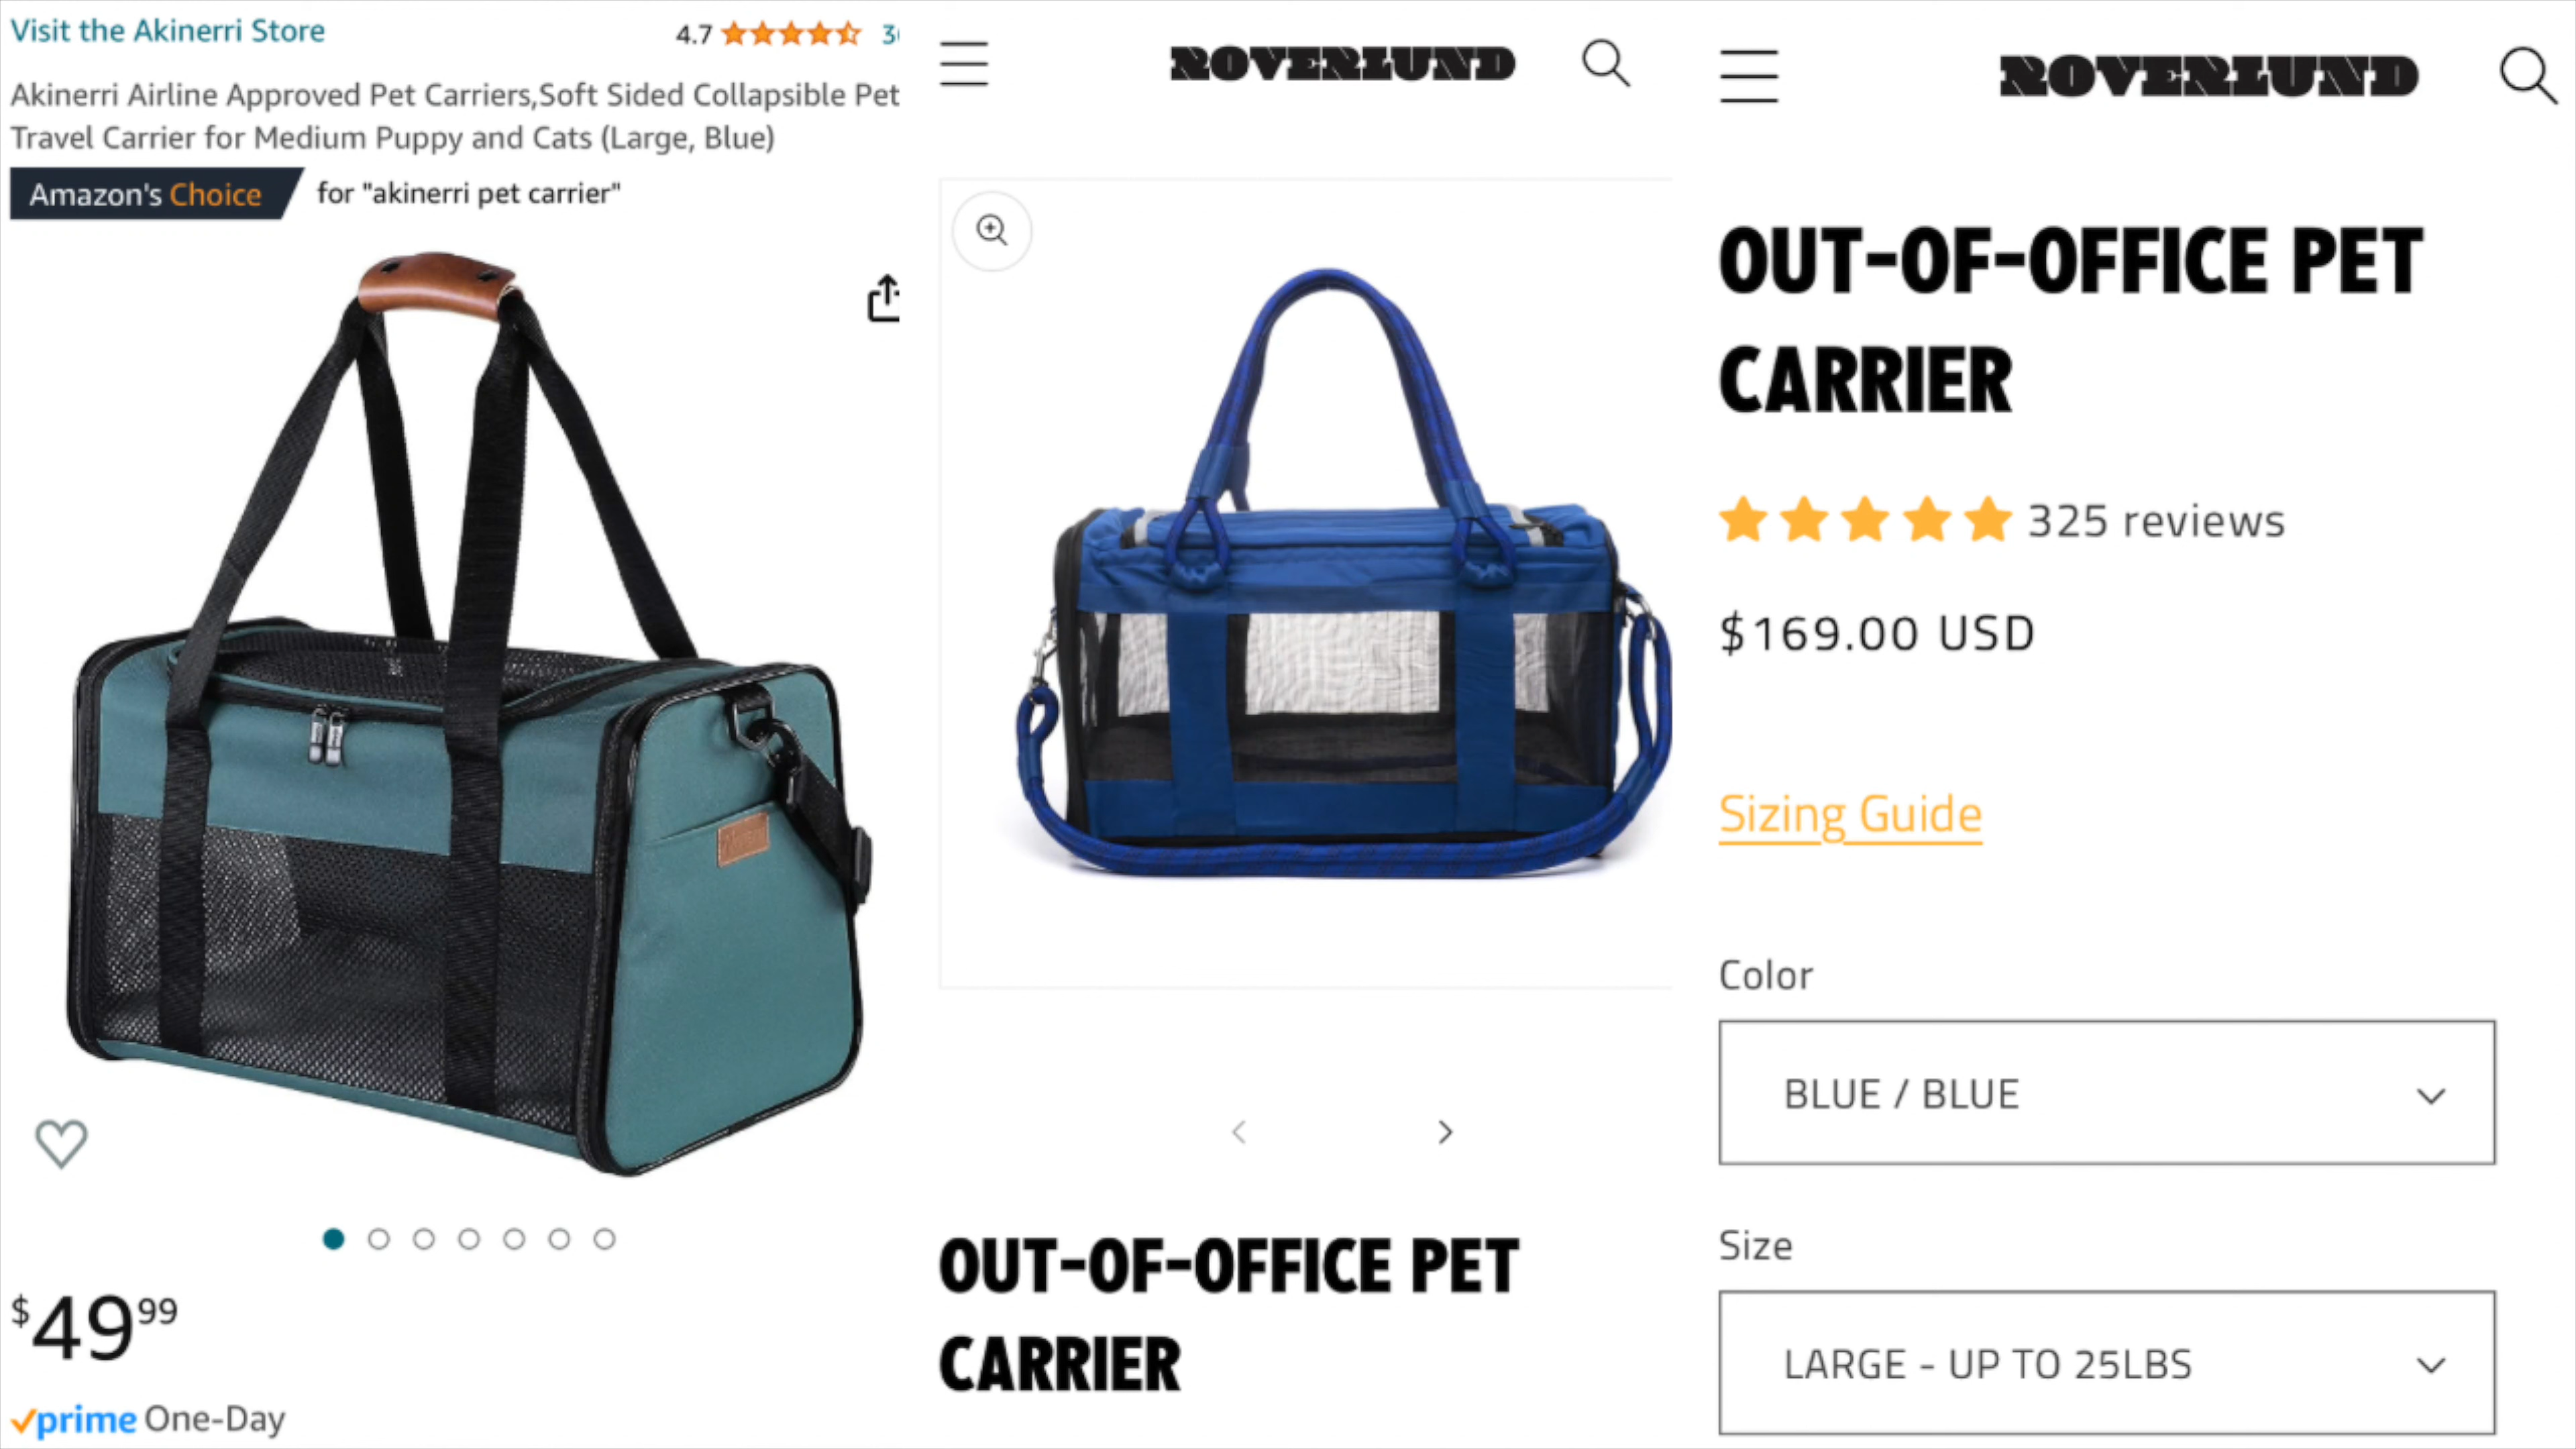 Visit the Akinerri Store
4.7
Akinerri Airline Approved Pet Carriers,Soft Sided Collapsible Pet
Travel Carrier for Medium Puppy and Cats (Large, Blue)
Amazon's Choice for "akinerri pet carrier"
$49.99
prime One-Day
ROVERLUND
OUT-OF-OFFICE PET
CARRIER
ROVERLUND
OUT-OF-OFFICE PET
CARRIER
325 reviews
$169.00 USD
Sizing Guide
Color
BLUE / BLUE
Size
LARGE - UP TO 25LBS